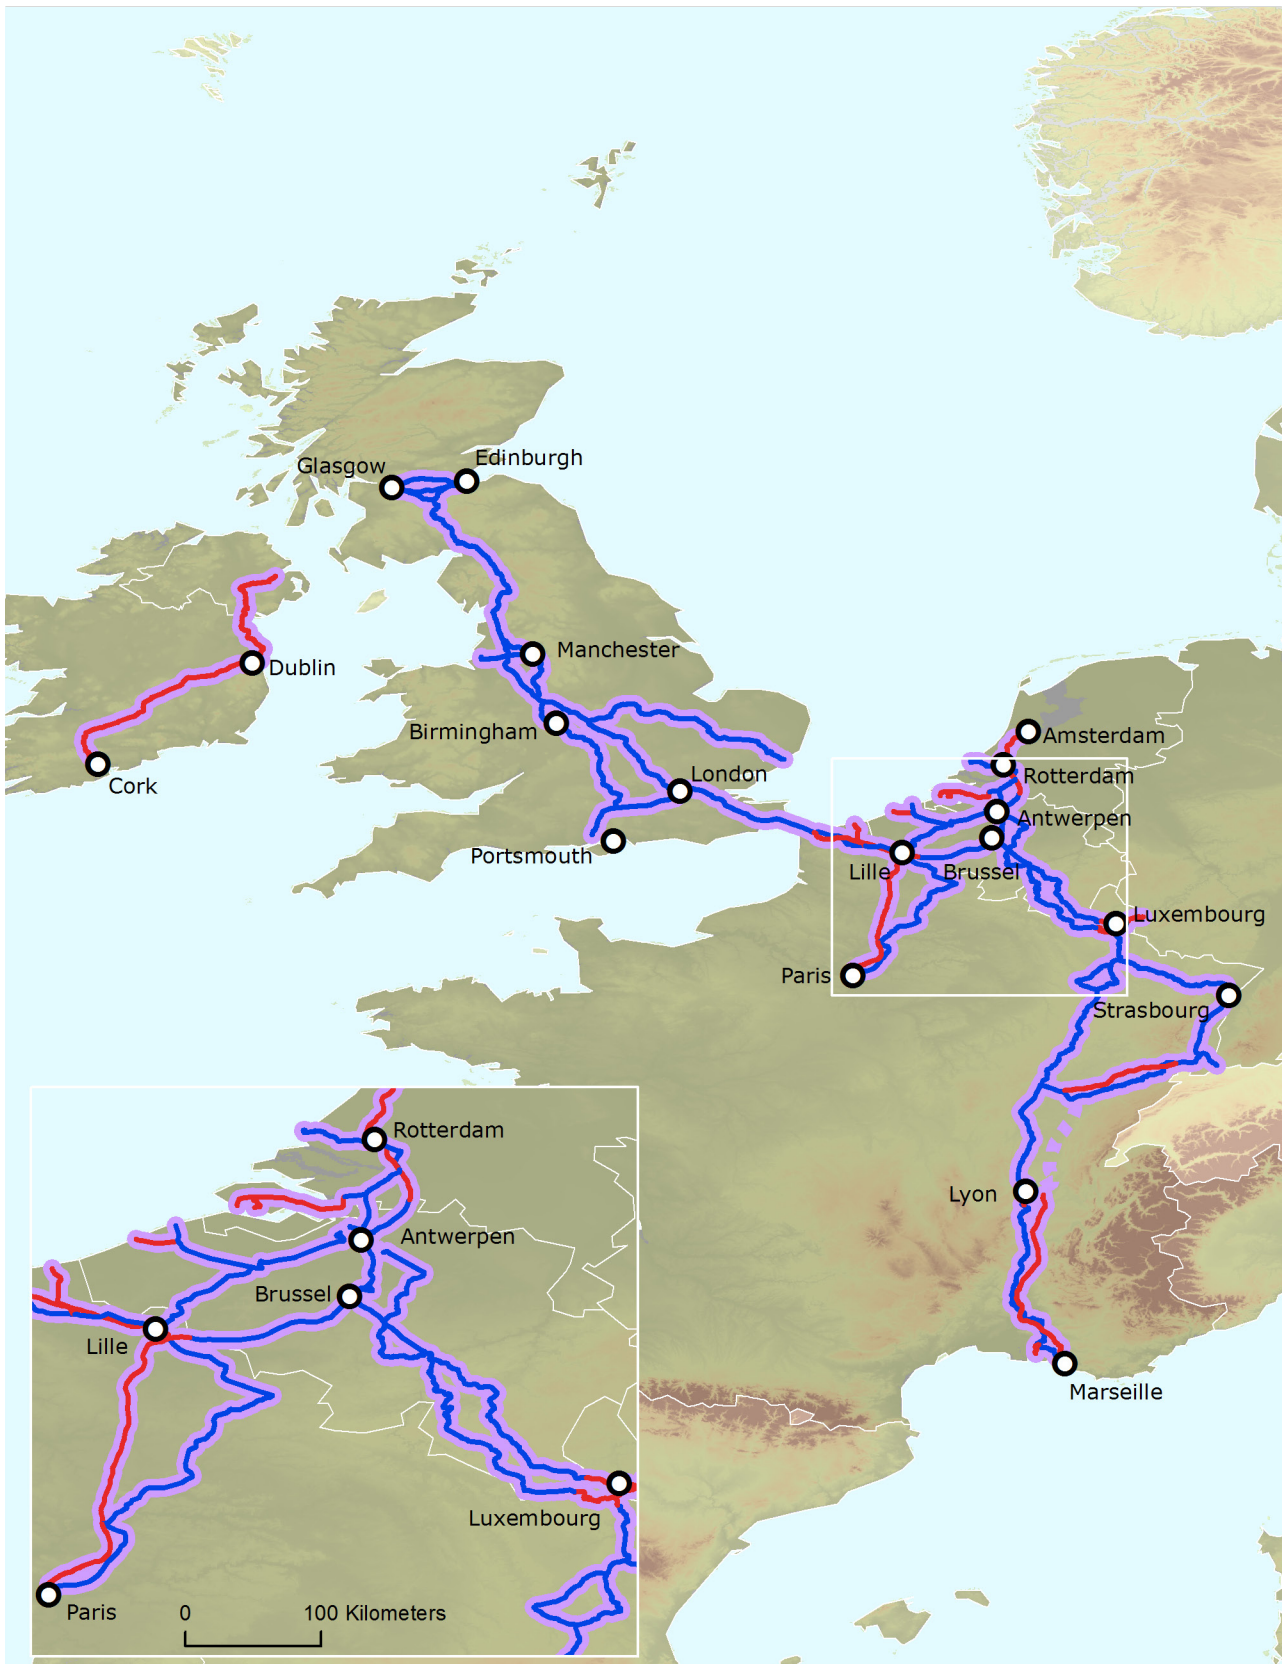 Edinburgh
Glasgow
Manchester
Dublin
Birmingham
Amsterdam
London
Rotterdam
Cork
Antwerpen
Portsmouth
Lille
Brussel
Luxembourg
Paris
Strasbourg
Lyon
Marseille
Rotterdam
Antwerpen
Brussel
Lille
Luxembourg
Paris
0 100 Kilometers